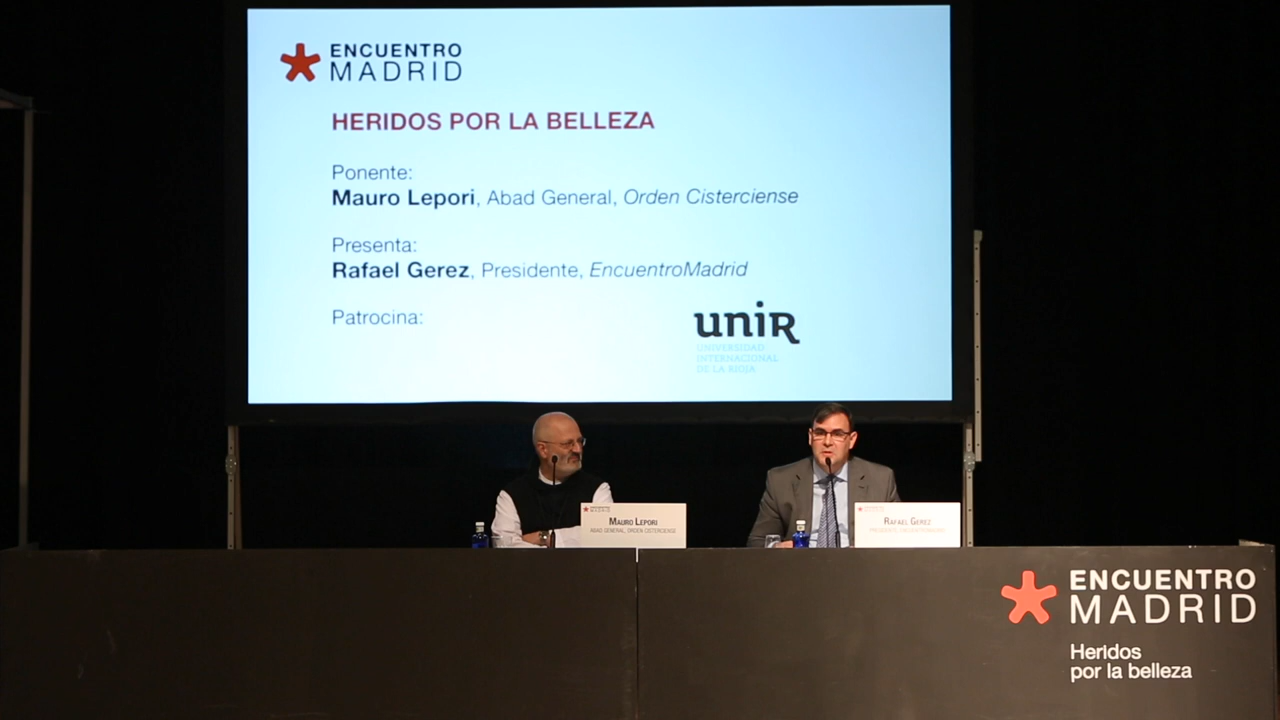 ENCUENTRO
MADRID
HERIDOS POR LA BELLEZA
Ponente:
Mauro Lepori, Abad General, Orden Cisterciense
Presenta:
Rafael Gerez, Presidente, EncuentroMadrid
Patrocina:
uniR
UNIVERSIDAD
INTERNACIONAL
DE LA RIOJA
MAURO LEPORI
ABAD GENERAL, ORDEN CISTERCIENSE
RAFAEL GEREZ
ENCUENTRO
MADRID
Heridos
por la belleza